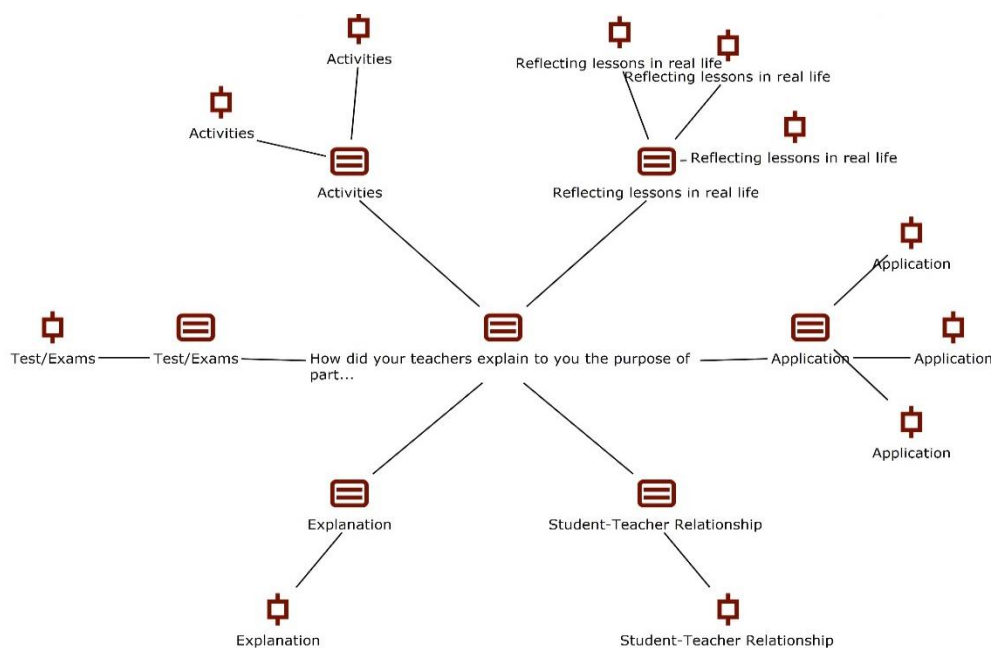 Activities
Reflecting lessons in real life
Reflecting lessons in real life
Activities
Reflecting lessons in real life
Activities
Reflecting lessons in real life
Application
Test/Exams
Test/Exams
How did your teachers explain to you the purpose of
part...
Application
Application
Application
Explanation
Student-Teacher Relationship
Explanation
Student-Teacher Relationship